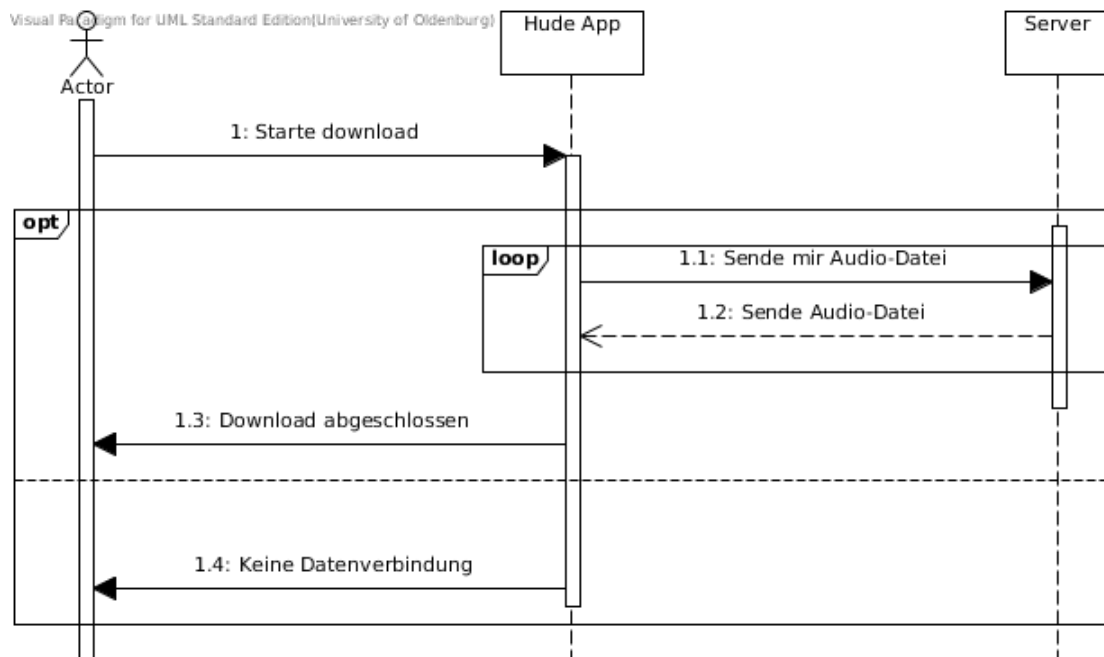 Visual Paradigm for UML Standard Edition(University of Oldenburg)
Hude App
Server
Actor
1: Starte download
opt
loop
1.1: Sende mir Audio-Datei
1.2: Sende Audio-Datei
1.3: Download abgeschlossen
1.4: Keine Datenverbindung